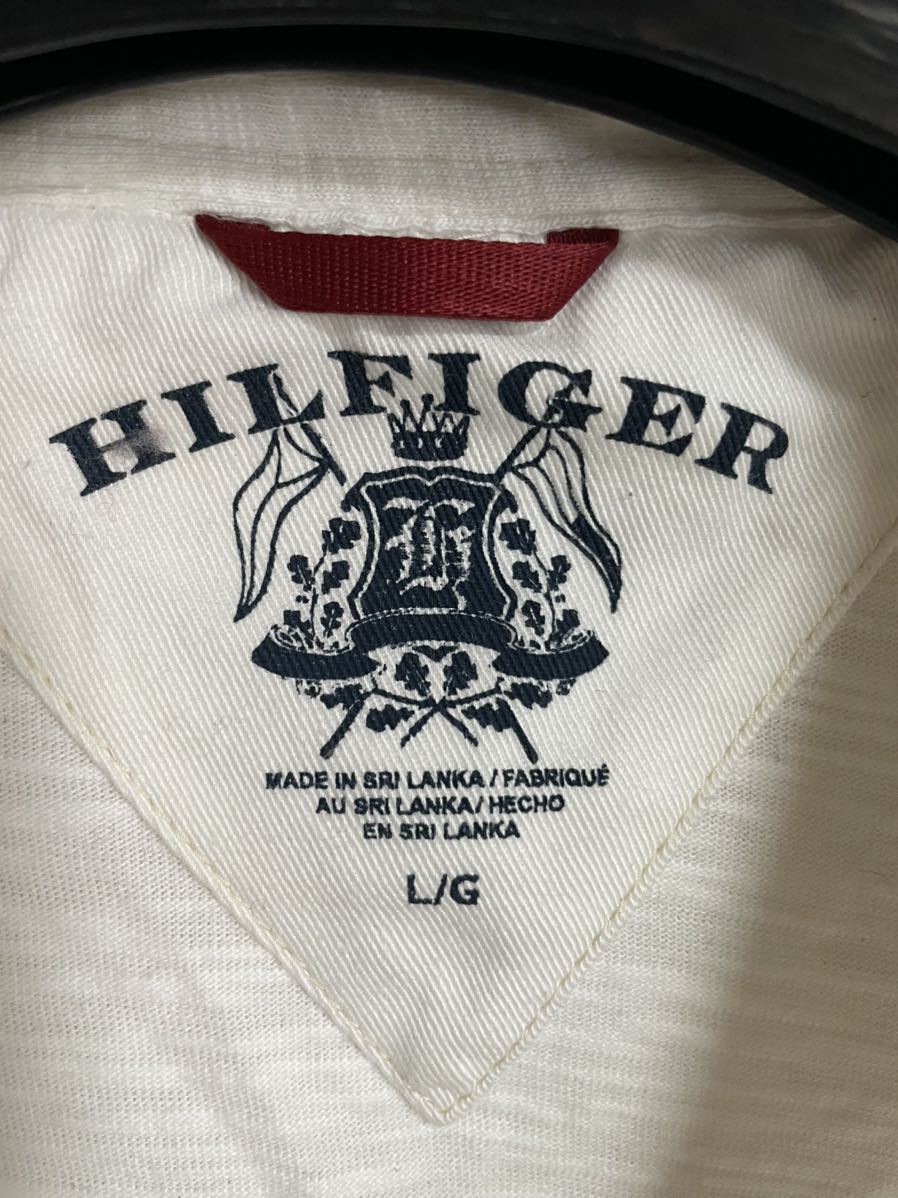 HILFIGER
H
MADE IN SRI LANKA / FABRIQUÉ
AU SRI LANKA / HECHO
EN SRI LANKA
L/G